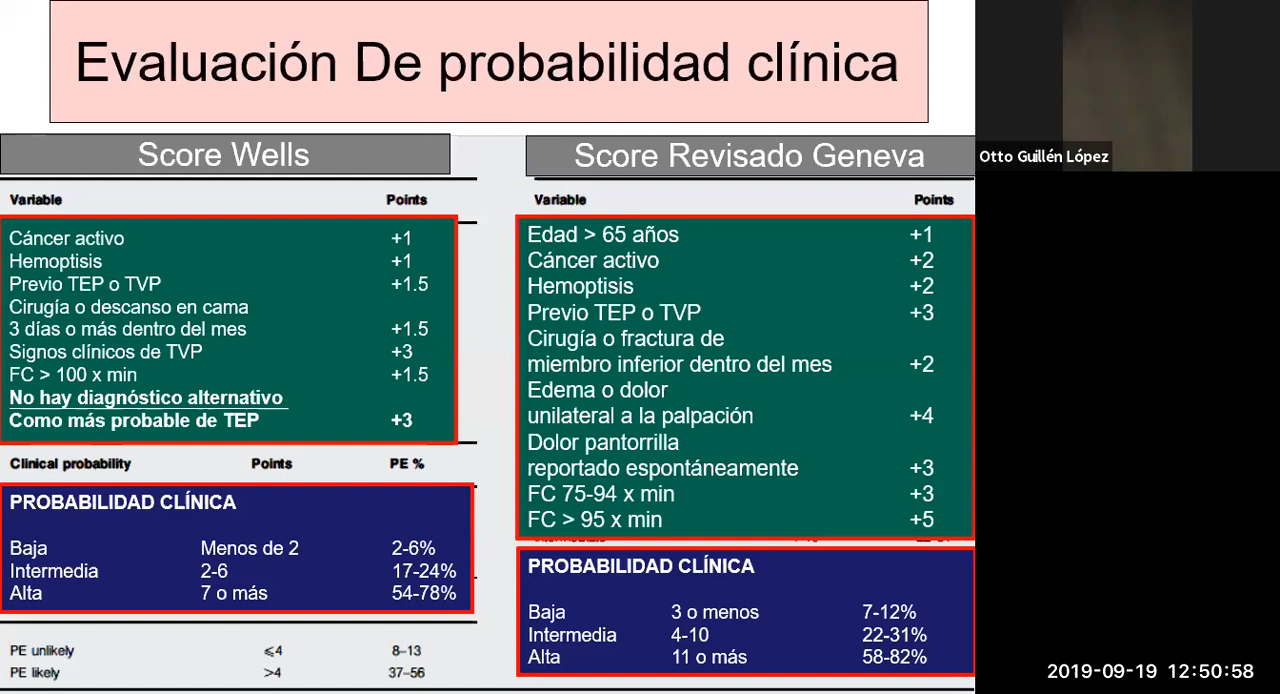 Evaluación De probabilidad clínica
Otto Guillén López
Score Wells
Variable Points
Cáncer activo +1
Hemoptisis +1
Previo TEP o TVP +1.5
Cirugía o descanso en cama
3 días o más dentro del mes +1.5
Signos clínicos de TVP +3
FC > 100 x min +1.5
No hay diagnóstico alternativo
Como más probable de TEP +3
Clinical probability Points PE %
PROBABILIDAD CLÍNICA
Baja Menos de 2 2-6%
Intermedia 2-6 17-24%
Alta 7 o más 54-78%
PE unlikely ⩽4 8–13
PE likely >4 37–56
Score Revisado Geneva
Variable Points
Edad > 65 años +1
Cáncer activo +2
Hemoptisis +2
Previo TEP o TVP +3
Cirugía o fractura de
miembro inferior dentro del mes +2
Edema o dolor
unilateral a la palpación +4
Dolor pantorrilla
reportado espontáneamente +3
FC 75-94 x min +3
FC > 95 x min +5
PROBABILIDAD CLÍNICA
Baja 3 o menos 7-12%
Intermedia 4-10 22-31%
Alta 11 o más 58-82%
2019-09-19 12:50:58